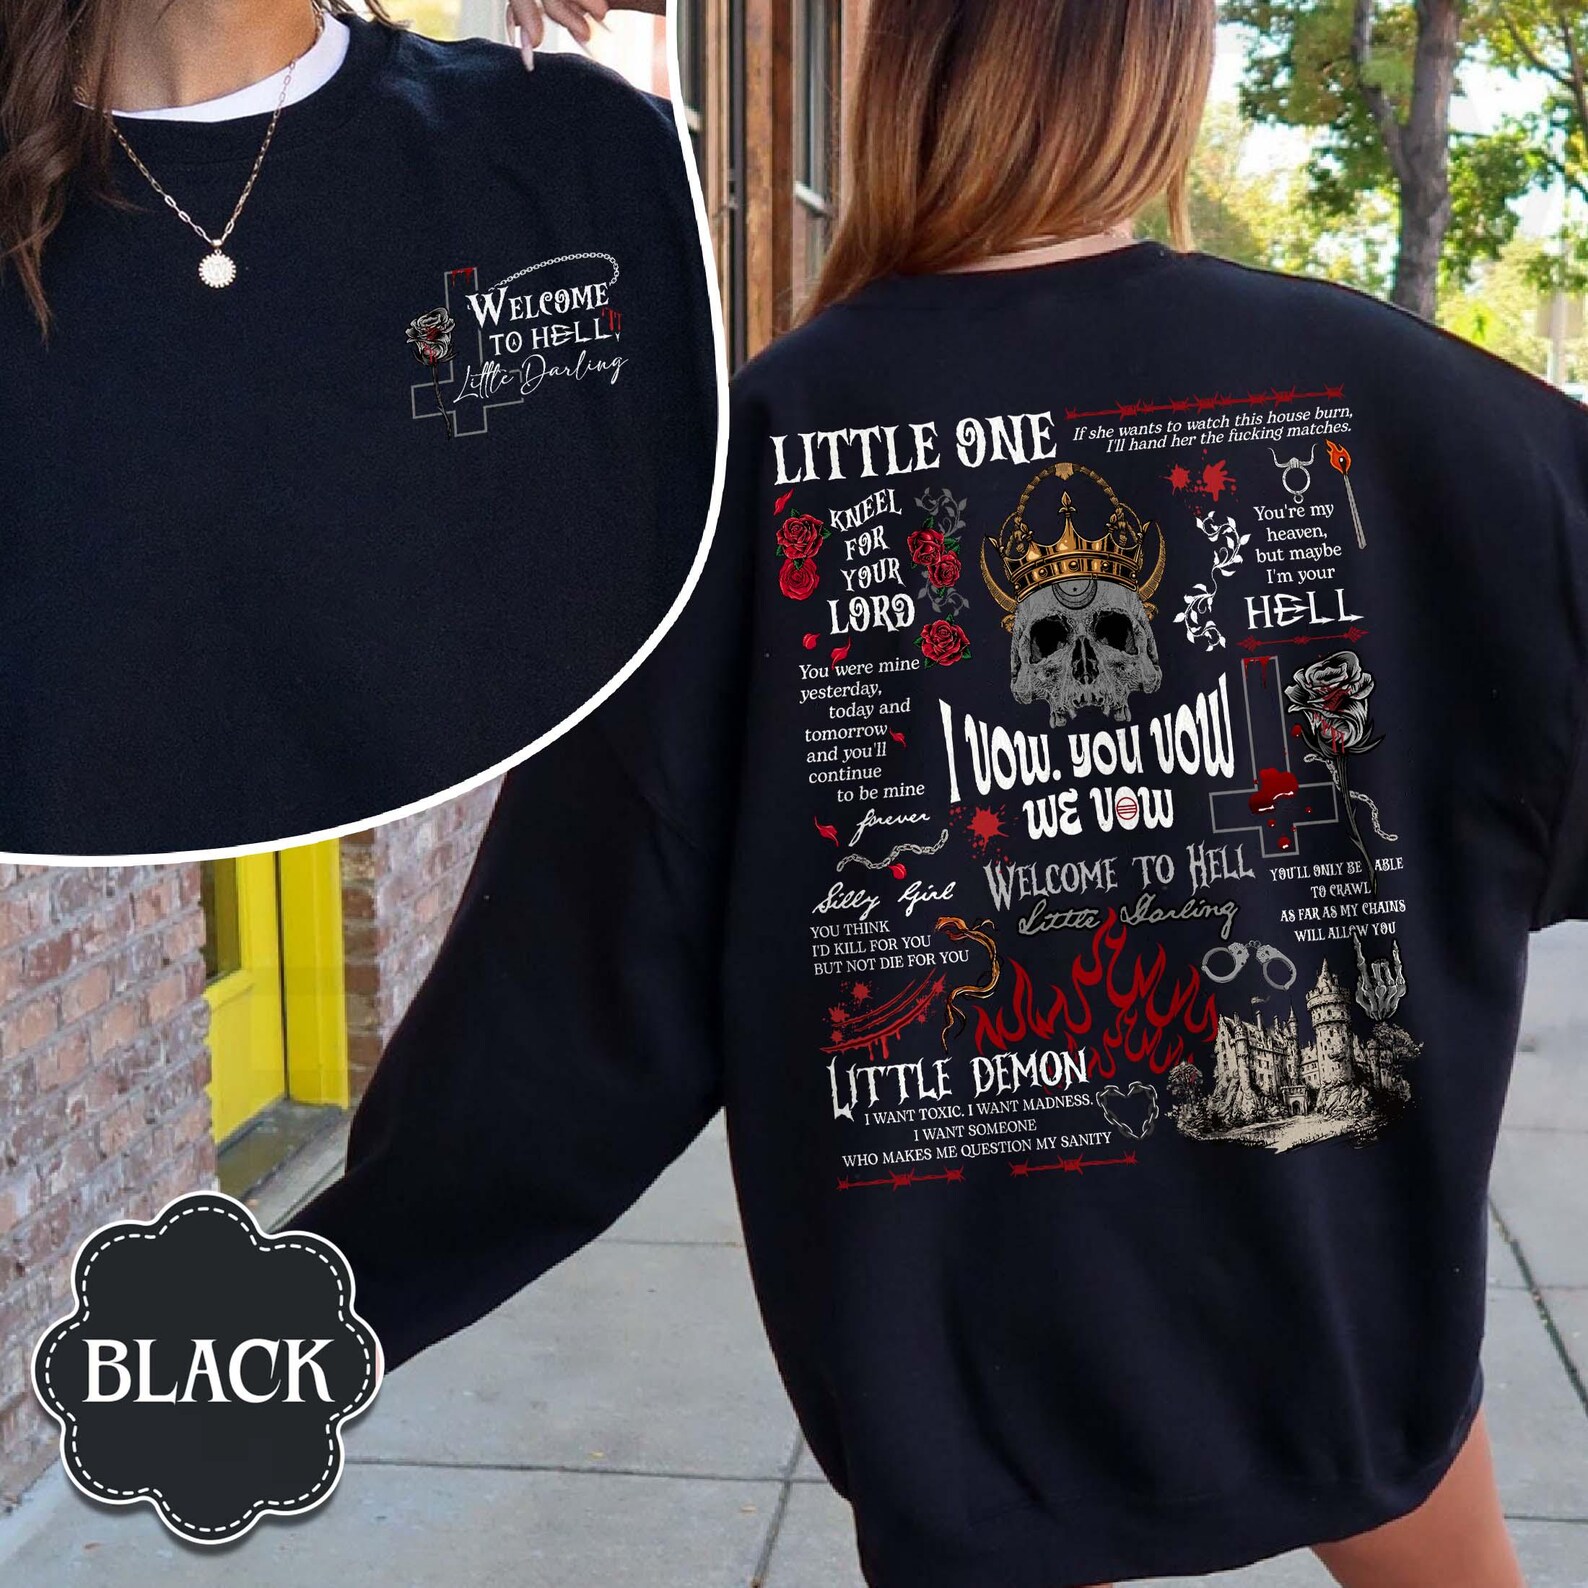 WELCOME
TO HELL
Little Darling
LITTLE ONE
If she wants to watch this house burn,
I'll hand her the fucking matches.
KNEEL
FOR
YOUR
LORD
You're my
heaven,
but maybe
I'm your
HELL
You were mine
yesterday,
today and
tomorrow
and you'll
continue
to be mine
forever
I VOW. YOU VOW
WE VOW
WELCOME TO HELL
Little Darling
YOU'LL ONLY BE ABLE
TO CRAWL
AS FAR AS MY CHAINS
WILL ALLOW YOU
Silly Girl
YOU THINK
I'D KILL FOR YOU
BUT NOT DIE FOR YOU
LITTLE DEMON
I WANT TOXIC. I WANT MADNESS.
I WANT SOMEONE
WHO MAKES ME QUESTION MY SANITY
BLACK